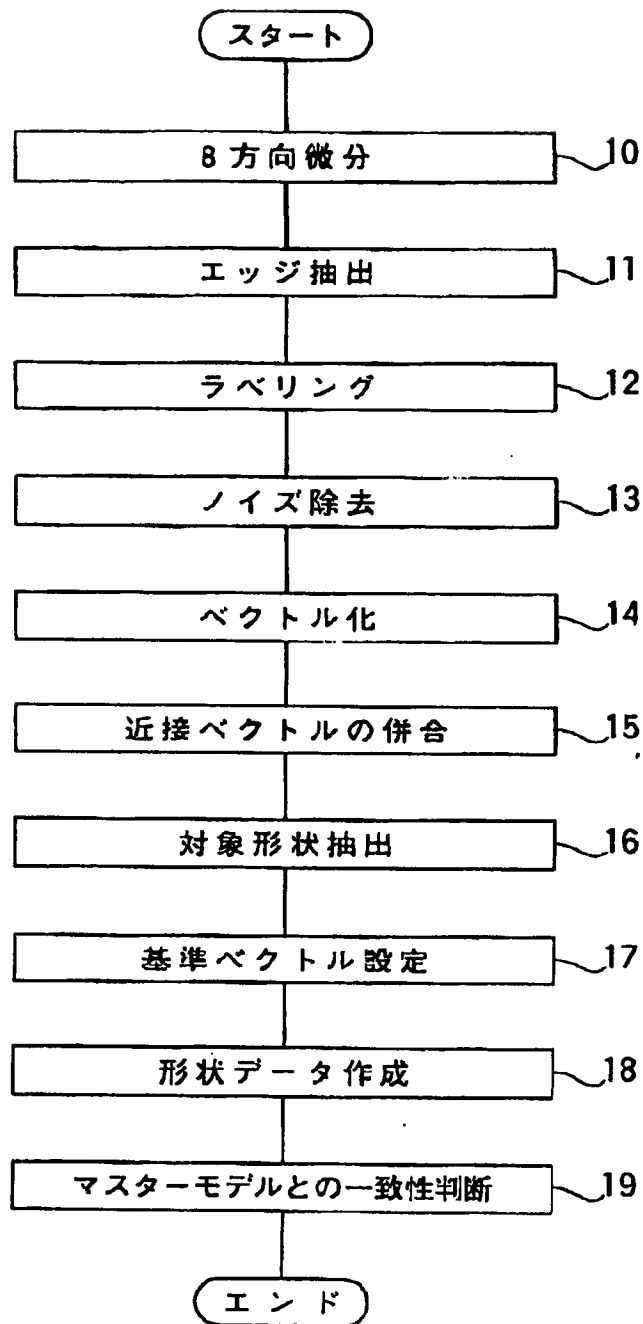 スタート
8方向微分 10
エッジ抽出 11
ラベリング 12
ノイズ除去 13
ベクトル化 14
近接ベクトルの併合 15
対象形状抽出 16
基準ベクトル設定 17
形状データ作成 18
マスターモデルとの一致性判断 19
エンド